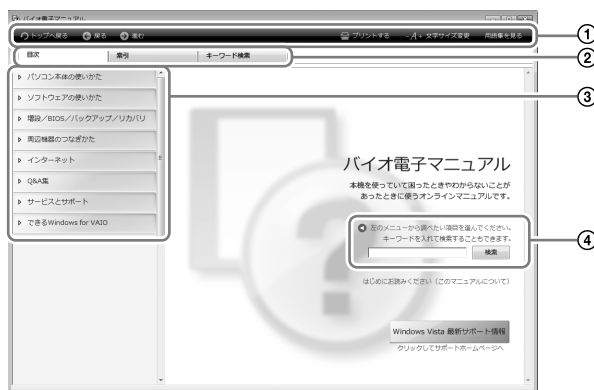 バイオ電子マニュアル
トップへ戻る 戻る 進む プリントする -A+ 文字サイズ変更 用語集を見る
①
目次 索引 キーワード検索
②
パソコン本体の使いかた
③
ソフトウェアの使いかた
増設／BIOS／バックアップ／リカバリ
周辺機器のつなぎかた
インターネット
Q&A集
サービスとサポート
できるWindows for VAIO
バイオ電子マニュアル
本機を使っていて困ったときやわからないことが
あったときに使うオンラインマニュアルです。
左のメニューから調べたい項目を選んでください。
キーワードを入れて検索することもできます。
④
検索
はじめにお読みください（このマニュアルについて）
Windows Vista 最新サポート情報
クリックしてサポートホームページへ